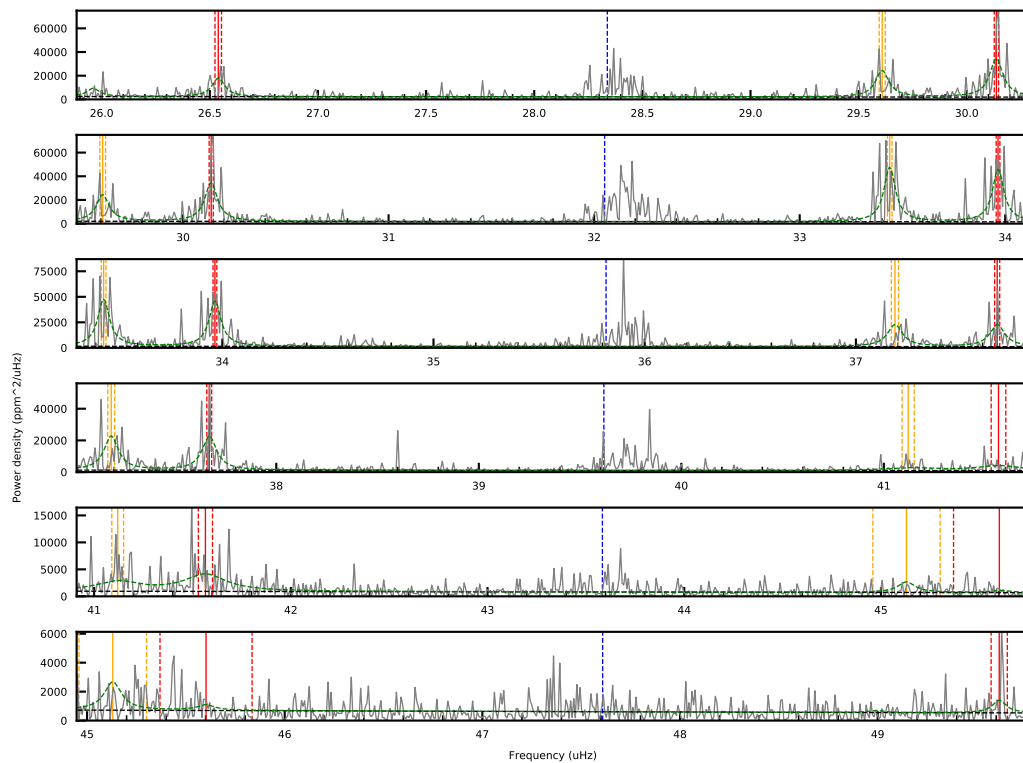 60000
40000
20000
0
26.0 26.5 27.0 27.5 28.0 28.5 29.0 29.5 30.0
60000
40000
20000
0
30 31 32 33 34
75000
50000
25000
0
34 35 36 37
Power density (ppm^2/uHz)
40000
20000
0
38 39 40 41
15000
10000
5000
0
41 42 43 44 45
6000
4000
2000
0
45 46 47 48 49
Frequency (uHz)